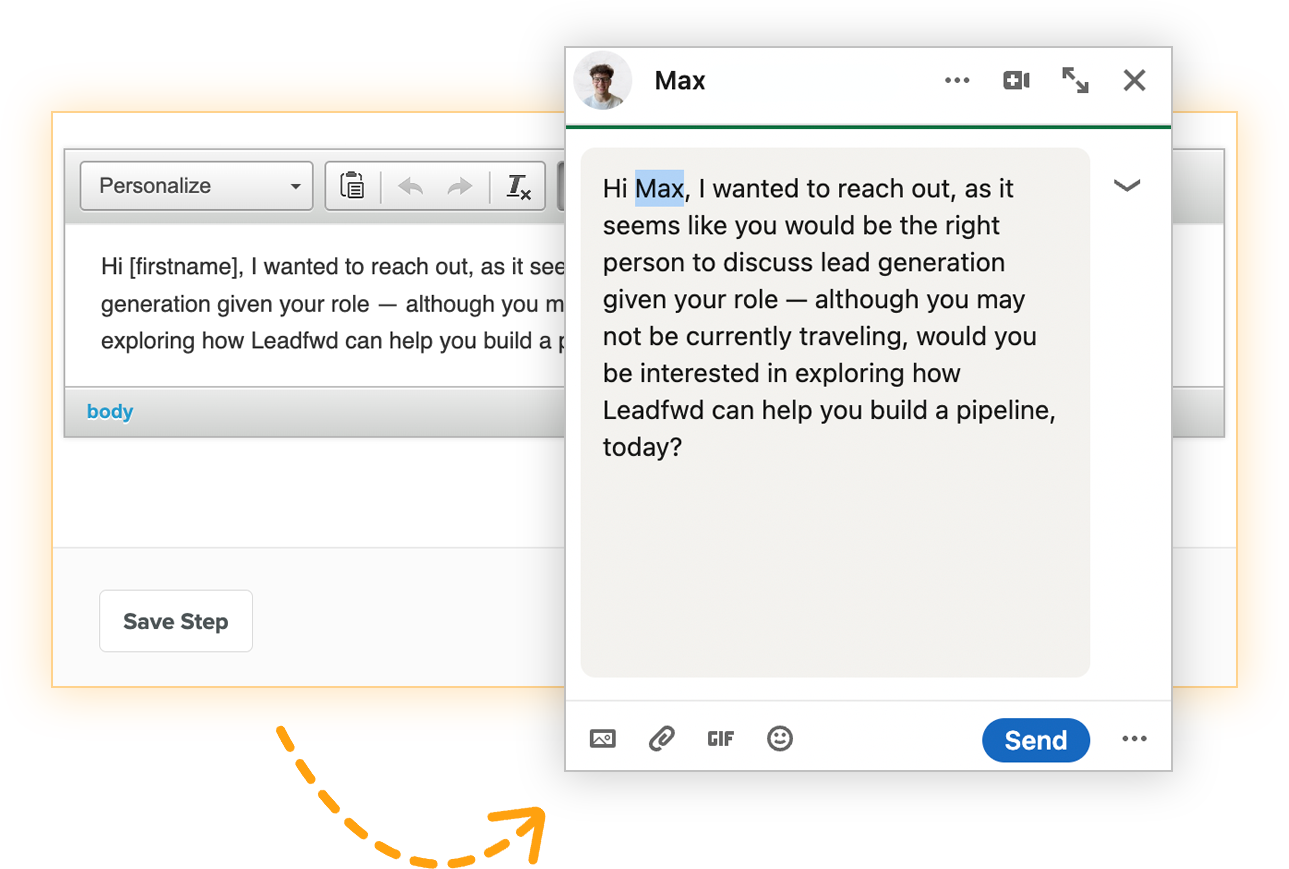 Max
Personalize
Hi [firstname], I wanted to reach out, as it see
generation given your role — although you m
exploring how Leadfwd can help you build a p
body
Save Step
Hi Max, I wanted to reach out, as it
seems like you would be the right
person to discuss lead generation
given your role — although you may
not be currently traveling, would you
be interested in exploring how
Leadfwd can help you build a pipeline,
today?
GIF
Send